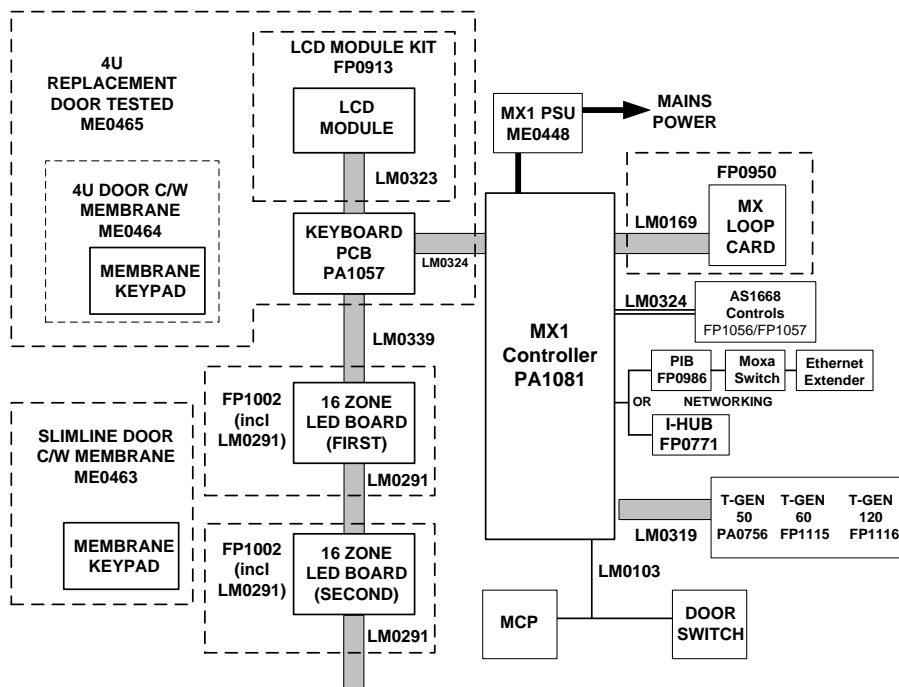 4U
REPLACEMENT
DOOR TESTED
ME0465
LCD MODULE KIT
FP0913
LCD
MODULE
LM0323
4U DOOR C/W
MEMBRANE
ME0464
MEMBRANE
KEYPAD
KEYBOARD
PCB
PA1057
LM0324
LM0339
MX1 PSU
ME0448
MAINS
POWER
FP0950
LM0169
MX
LOOP
CARD
MX1
Controller
PA1081
LM0324
AS1668
Controls
FP1056/FP1057
PIB
FP0986
Moxa
Switch
Ethernet
Extender
OR
NETWORKING
I-HUB
FP0771
FP1002
(incl
LM0291)
16 ZONE
LED BOARD
(FIRST)
LM0291
SLIMLINE DOOR
C/W MEMBRANE
ME0463
MEMBRANE
KEYPAD
FP1002
(incl
LM0291)
16 ZONE
LED BOARD
(SECOND)
LM0291
LM0319
T-GEN
50
PA0756
T-GEN
60
FP1115
T-GEN
120
FP1116
LM0103
MCP
DOOR
SWITCH